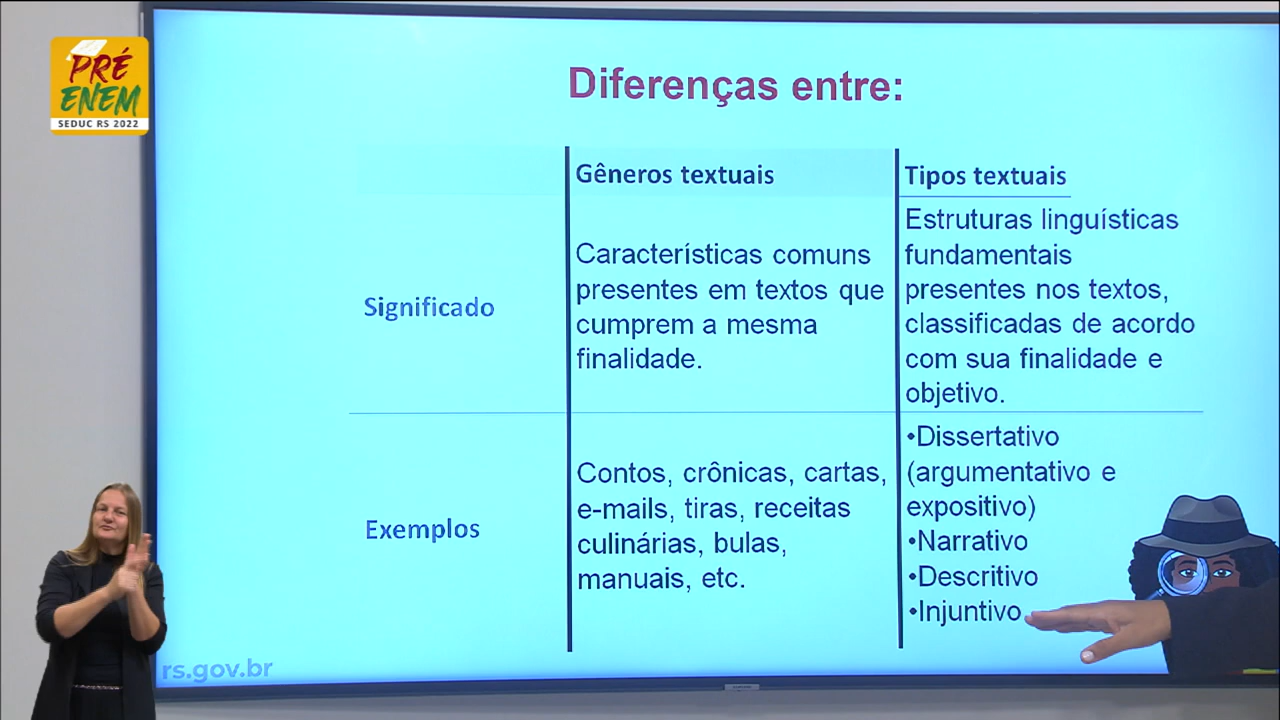 PRÉ
ENEM
SEDUC RS 2022
Diferenças entre:
Gêneros textuais
Tipos textuais
Significado
Características comuns
presentes em textos que
cumprem a mesma
finalidade.
Estruturas linguísticas
fundamentais
presentes nos textos,
classificadas de acordo
com sua finalidade e
objetivo.
Exemplos
Contos, crônicas, cartas,
e-mails, tiras, receitas
culinárias, bulas,
manuais, etc.
•Dissertativo
(argumentativo e
expositivo)
•Narrativo
•Descritivo
•Injuntivo
rs.gov.br